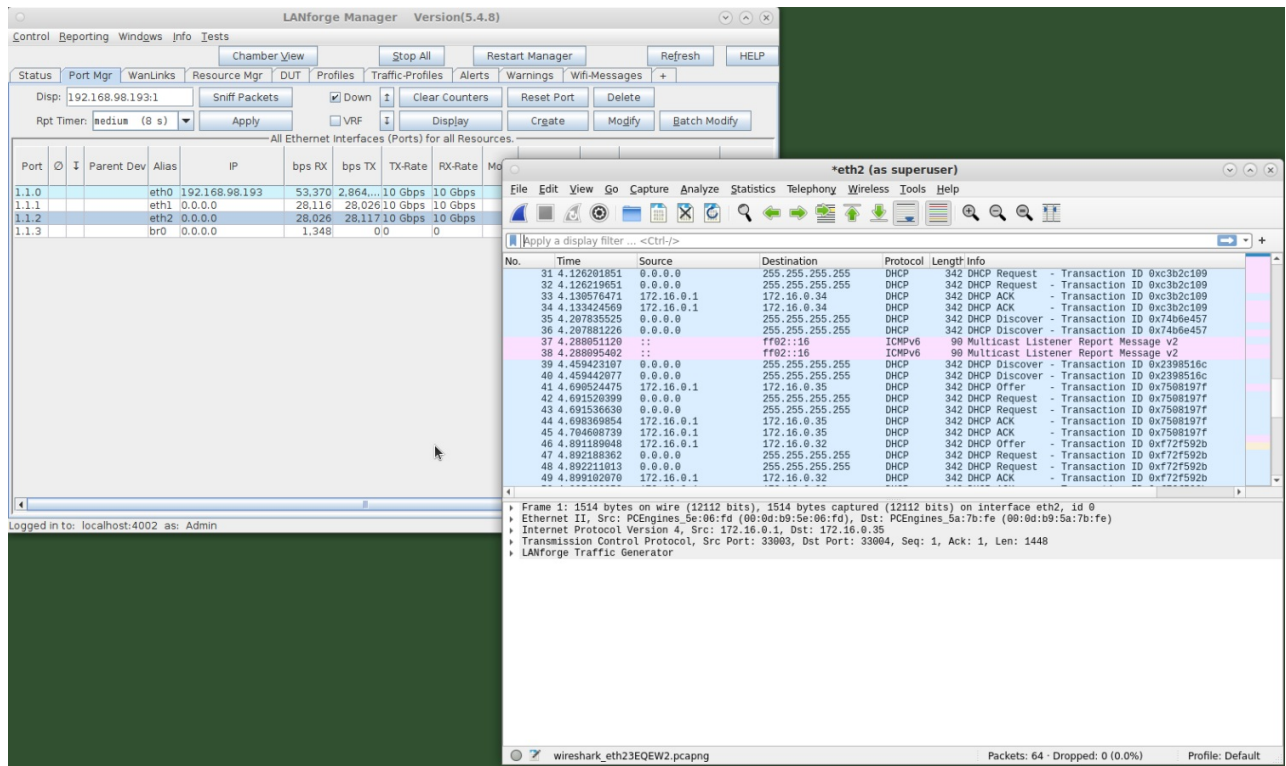 LANforge Manager Version(5.4.8)
Control Reporting Windows Info Tests
Chamber View Stop All Restart Manager Refresh HELP
Status Port Mgr WanLinks Resource Mgr DUT Profiles Traffic-Profiles Alerts Warnings Wifi-Messages +
Disp: 192.168.98.193:1 Sniff Packets Down Clear Counters Reset Port Delete
Rpt Timer: medium (8 s) Apply VRF Display Create Modify Batch Modify
All Ethernet Interfaces (Ports) for all Resources.
Port Parent Dev Alias IP bps RX bps TX TX-Rate RX-Rate Mo
1.1.0 eth0 192.168.98.193 53,370 2,864,... 10 Gbps 10 Gbps
1.1.1 eth1 0.0.0.0 28,116 28,026 10 Gbps 10 Gbps
1.1.2 eth2 0.0.0.0 28,026 28,117 10 Gbps 10 Gbps
1.1.3 br0 0.0.0.0 1,348 0 0 0
Logged in to: localhost:4002 as: Admin
*eth2 (as superuser)
File Edit View Go Capture Analyze Statistics Telephony Wireless Tools Help
Apply a display filter ... <Ctrl-/> +
No. Time Source Destination Protocol Length Info
31 4.126201851 0.0.0.0 255.255.255.255 DHCP 342 DHCP Request - Transaction ID 0xc3b2c109
32 4.126219651 0.0.0.0 255.255.255.255 DHCP 342 DHCP Request - Transaction ID 0xc3b2c109
33 4.130576471 172.16.0.1 172.16.0.34 DHCP 342 DHCP ACK - Transaction ID 0xc3b2c109
34 4.133424569 172.16.0.1 172.16.0.34 DHCP 342 DHCP ACK - Transaction ID 0xc3b2c109
35 4.207835525 0.0.0.0 255.255.255.255 DHCP 342 DHCP Discover - Transaction ID 0x74b6e457
36 4.207881226 0.0.0.0 255.255.255.255 DHCP 342 DHCP Discover - Transaction ID 0x74b6e457
37 4.288051120 :: ff02::16 ICMPv6 90 Multicast Listener Report Message v2
38 4.288095402 :: ff02::16 ICMPv6 90 Multicast Listener Report Message v2
39 4.459423107 0.0.0.0 255.255.255.255 DHCP 342 DHCP Discover - Transaction ID 0x2398516c
40 4.459442077 0.0.0.0 255.255.255.255 DHCP 342 DHCP Discover - Transaction ID 0x2398516c
41 4.690524475 172.16.0.1 172.16.0.35 DHCP 342 DHCP Offer - Transaction ID 0x7508197f
42 4.691520399 0.0.0.0 255.255.255.255 DHCP 342 DHCP Request - Transaction ID 0x7508197f
43 4.691536630 0.0.0.0 255.255.255.255 DHCP 342 DHCP Request - Transaction ID 0x7508197f
44 4.698369854 172.16.0.1 172.16.0.35 DHCP 342 DHCP ACK - Transaction ID 0x7508197f
45 4.704608739 172.16.0.1 172.16.0.35 DHCP 342 DHCP ACK - Transaction ID 0x7508197f
46 4.891189048 172.16.0.1 172.16.0.32 DHCP 342 DHCP Offer - Transaction ID 0xf72f592b
47 4.892188362 0.0.0.0 255.255.255.255 DHCP 342 DHCP Request - Transaction ID 0xf72f592b
48 4.892211013 0.0.0.0 255.255.255.255 DHCP 342 DHCP Request - Transaction ID 0xf72f592b
49 4.899102070 172.16.0.1 172.16.0.32 DHCP 342 DHCP ACK - Transaction ID 0xf72f592b
Frame 1: 1514 bytes on wire (12112 bits), 1514 bytes captured (12112 bits) on interface eth2, id 0
Ethernet II, Src: PCEngines_5e:06:fd (00:0d:b9:5e:06:fd), Dst: PCEngines_5a:7b:fe (00:0d:b9:5a:7b:fe)
Internet Protocol Version 4, Src: 172.16.0.1, Dst: 172.16.0.35
Transmission Control Protocol, Src Port: 33003, Dst Port: 33004, Seq: 1, Ack: 1, Len: 1448
LANforge Traffic Generator
wireshark_eth23EQEW2.pcapng Packets: 64 · Dropped: 0 (0.0%) Profile: Default